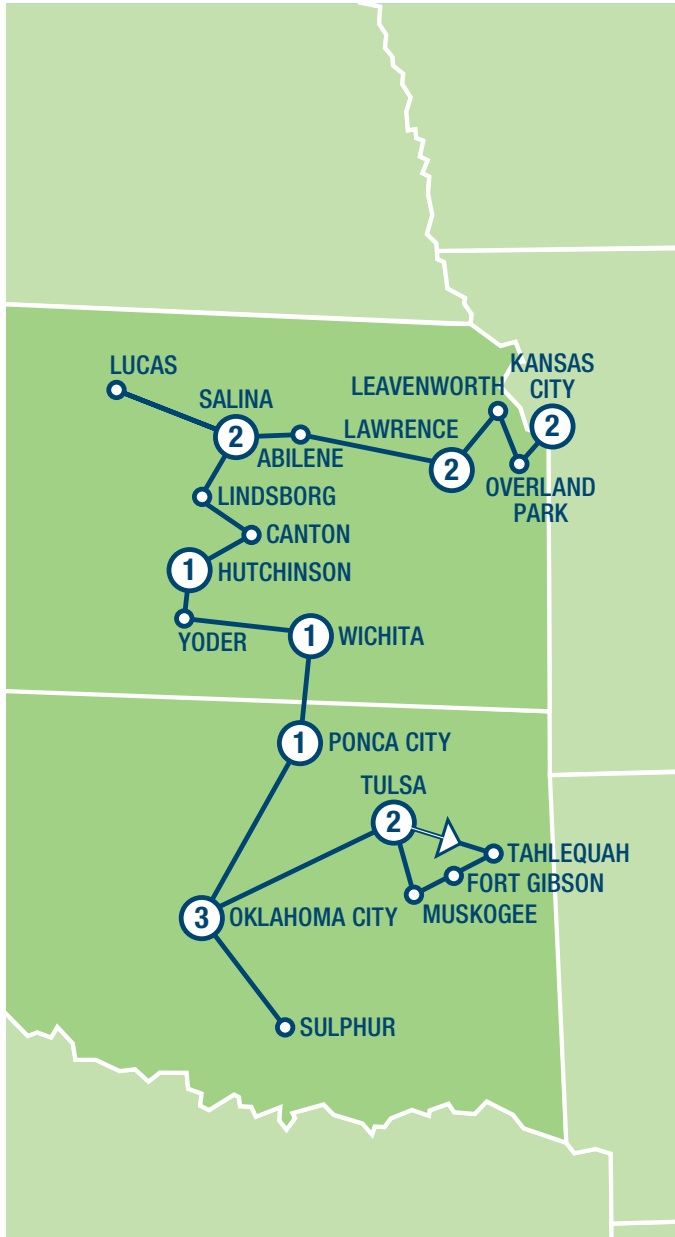 LUCAS
KANSAS
CITY
2
LEAVENWORTH
SALINA
2
LAWRENCE
2
ABILENE
OVERLAND
PARK
LINDSBORG
CANTON
1
HUTCHINSON
YODER
1
WICHITA
1
PONCA CITY
TULSA
2
TAHLEQUAH
FORT GIBSON
MUSKOGEE
3
OKLAHOMA CITY
SULPHUR